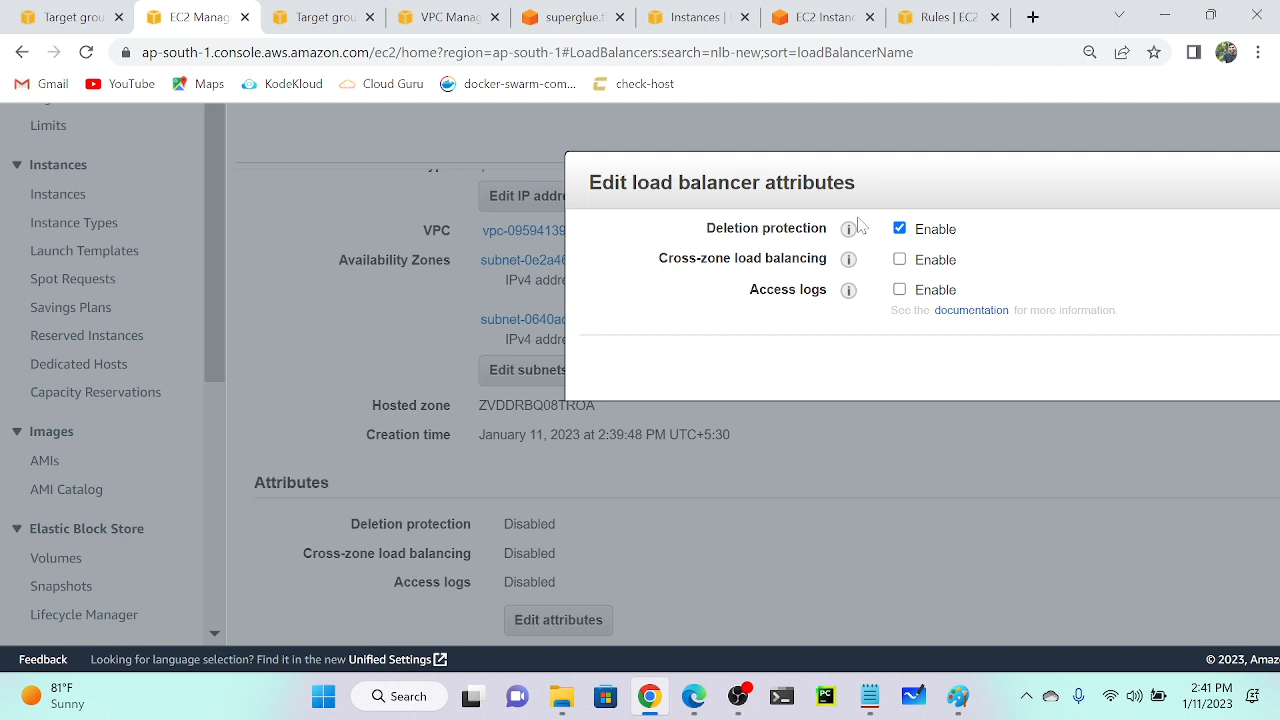 Target grou
EC2 Manag
Target grou
VPC Manag
superglue.t
Instances |
EC2 Instanc
Rules | EC2
ap-south-1.console.aws.amazon.com/ec2/home?region=ap-south-1#LoadBalancers:search=nlb-new;sort=loadBalancerName
Gmail
YouTube
Maps
KodeKloud
Cloud Guru
docker-swarm-com...
check-host
Limits
Instances
Instances
Instance Types
Launch Templates
Spot Requests
Savings Plans
Reserved Instances
Dedicated Hosts
Capacity Reservations
Images
AMIs
AMI Catalog
Elastic Block Store
Volumes
Snapshots
Lifecycle Manager
Edit IP addre
VPC vpc-09594139
Availability Zones subnet-0e2a46
IPv4 addre
subnet-0640ac
IPv4 addre
Edit subnets
Hosted zone ZVDDRBQ08TROA
Creation time January 11, 2023 at 2:39:48 PM UTC+5:30
Attributes
Deletion protection Disabled
Cross-zone load balancing Disabled
Access logs Disabled
Edit attributes
Edit load balancer attributes
Deletion protection Enable
Cross-zone load balancing Enable
Access logs Enable
See the documentation for more information.
Feedback Looking for language selection? Find it in the new Unified Settings © 2023, Amaz
81°F
Sunny
Search
2:41 PM
1/11/2023